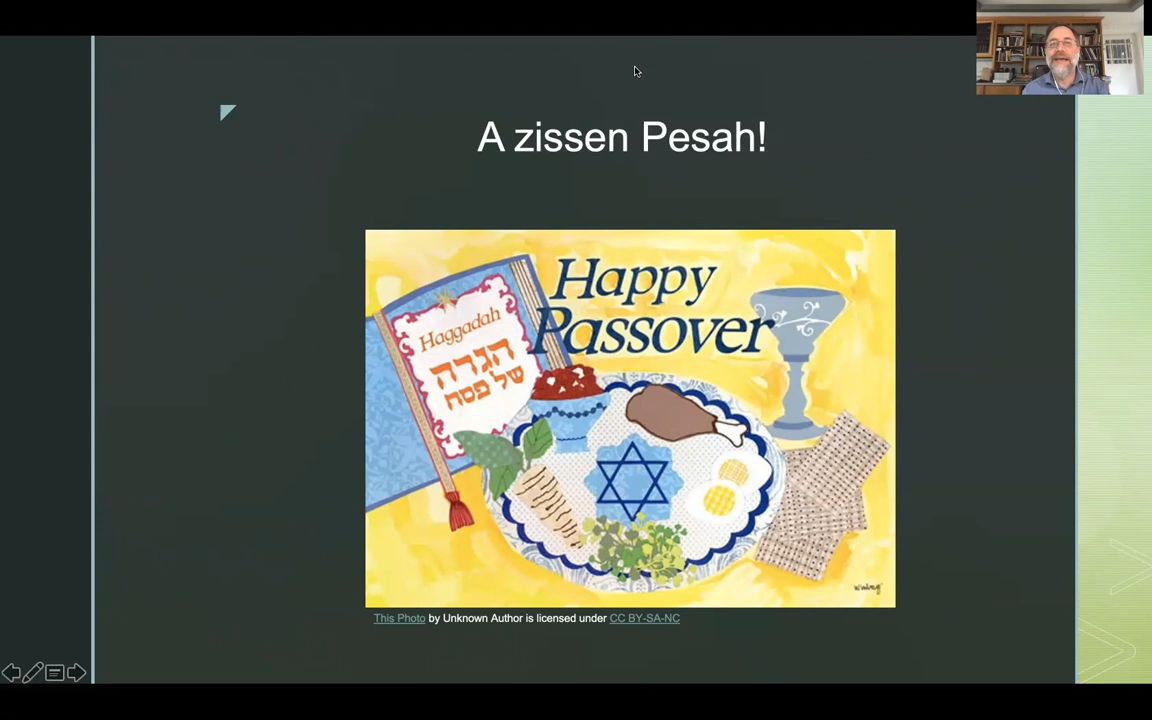 A zissen Pesah!
Happy
Passover
Haggadah
הגדה
של פסח
This Photo by Unknown Author is licensed under CC BY-SA-NC